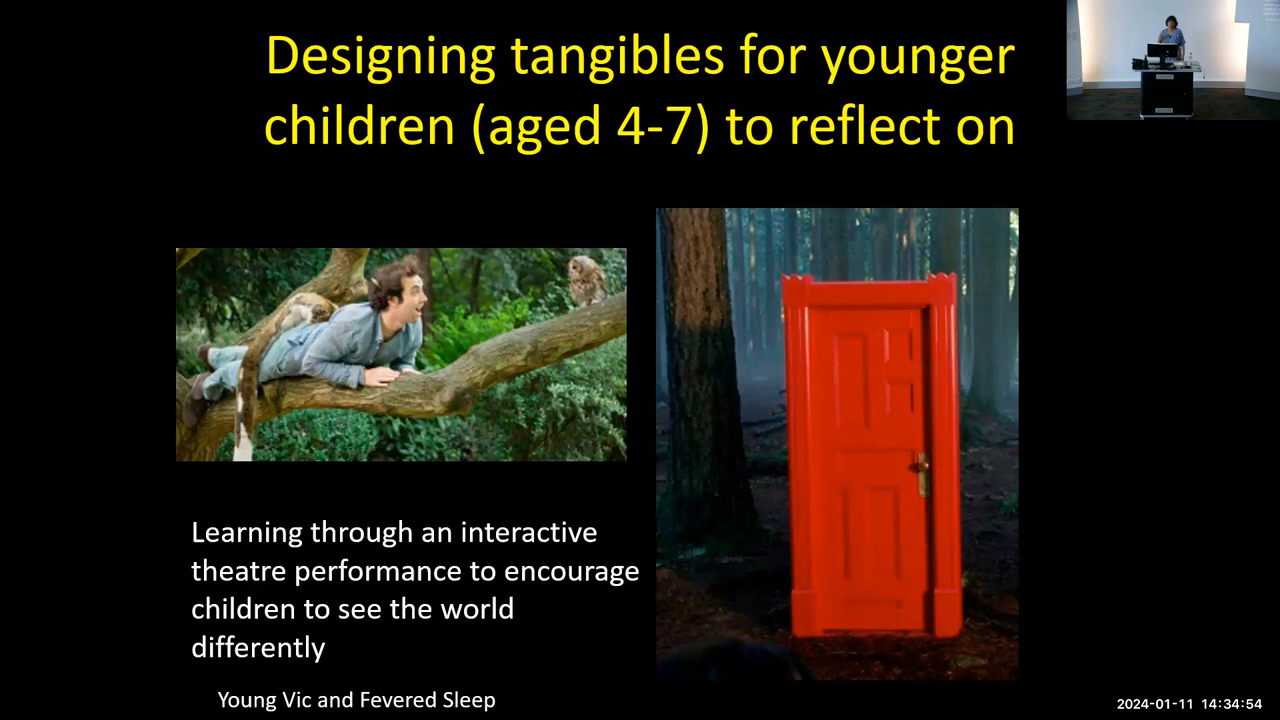 Designing tangibles for younger
children (aged 4-7) to reflect on
Learning through an interactive
theatre performance to encourage
children to see the world
differently
Young Vic and Fevered Sleep
2024-01-11 14:34:54